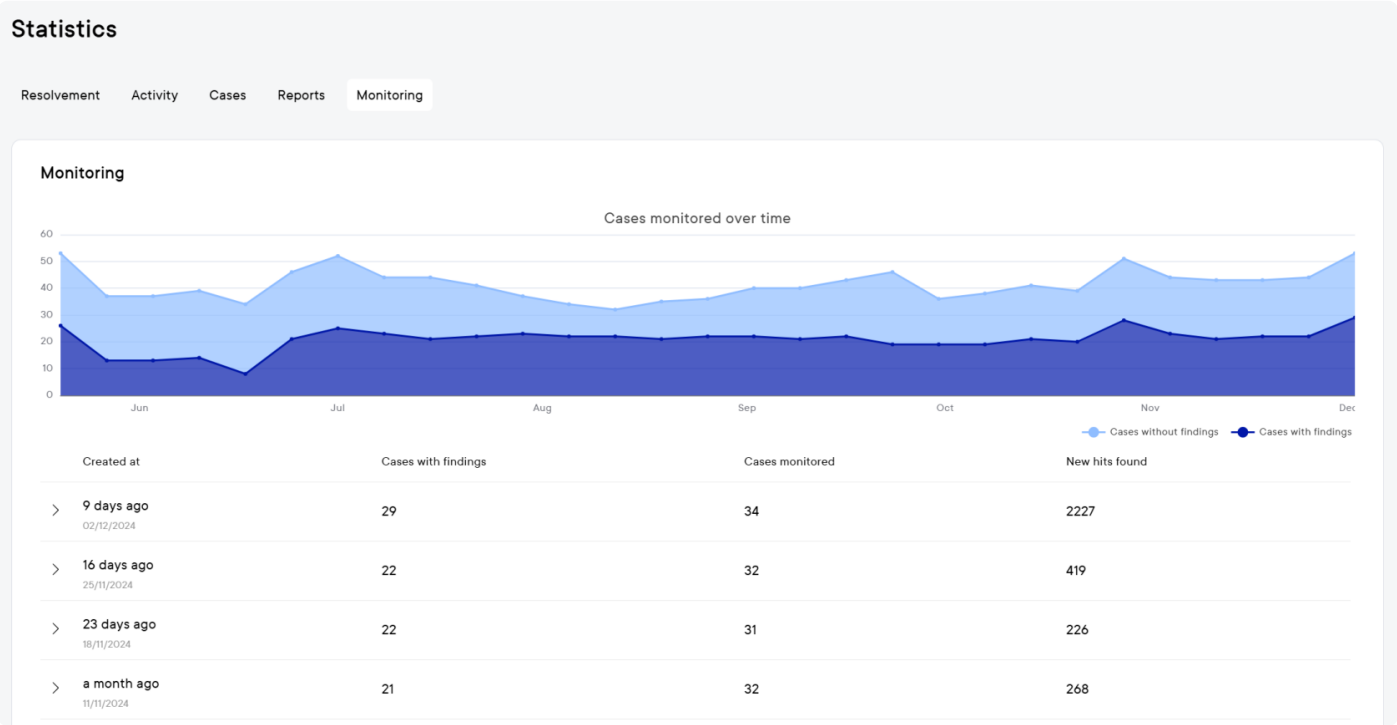 Statistics
Resolvement Activity Cases Reports Monitoring
Monitoring
Cases monitored over time
60
50
40
30
20
10
0
Jun Jul Aug Sep Oct Nov Dec
Cases without findings Cases with findings
Created at Cases with findings Cases monitored New hits found
9 days ago 29 34 2227
02/12/2024
16 days ago 22 32 419
25/11/2024
23 days ago 22 31 226
18/11/2024
a month ago 21 32 268
11/11/2024